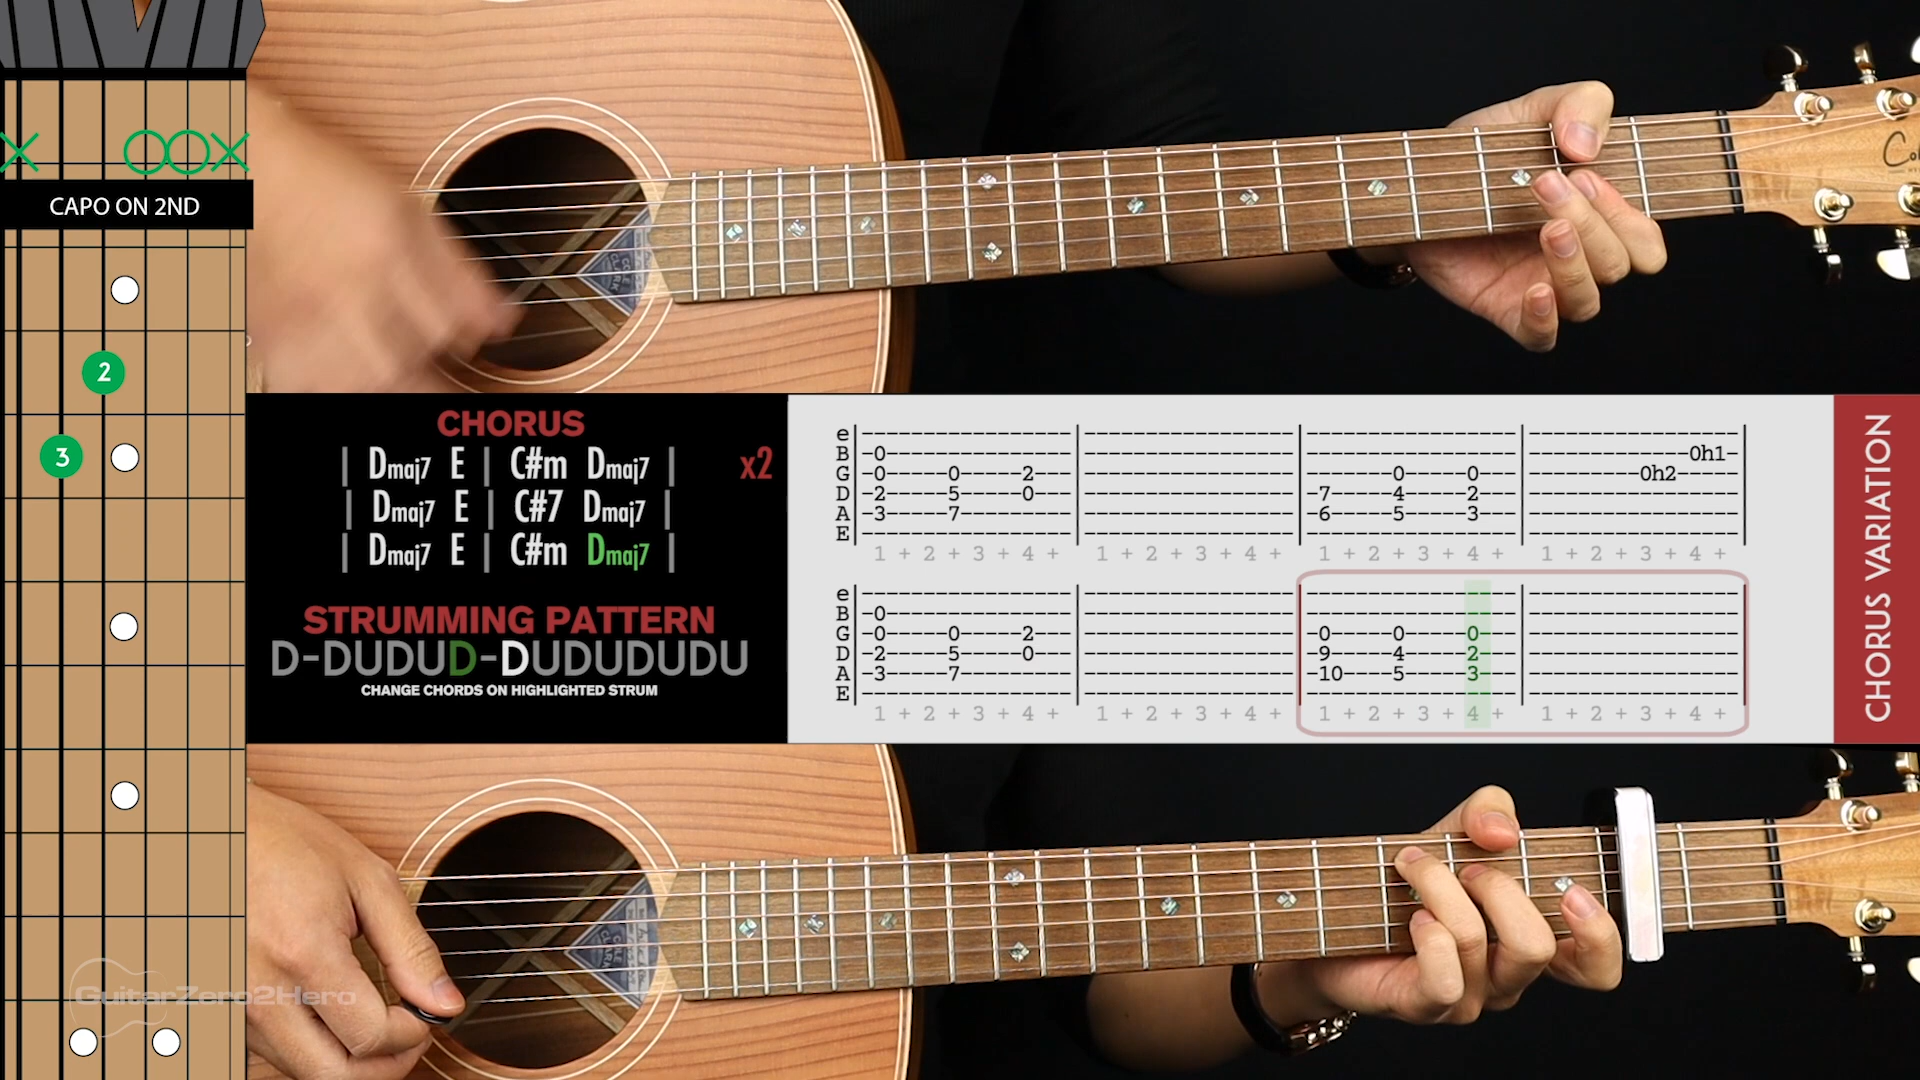 CAPO ON 2ND
2
3
CHORUS
| Dmaj7 E | C#m Dmaj7 | x2
| Dmaj7 E | C#7 Dmaj7 |
| Dmaj7 E | C#m Dmaj7 |
STRUMMING PATTERN
D-DUDUD-DUDUDUDU
CHANGE CHORDS ON HIGHLIGHTED STRUM
e|-----------------|-----------------|-----------------|-----------------|
B|-0---------------|-----------------|-----------------|-------------0h1-|
G|-0-----0-----2---|-----------------|-------0-----0---|---------0h2-----|
D|-2-----5-----0---|-----------------|-7-----4-----2---|-----------------|
A|-3-----7---------|-----------------|-6-----5-----3---|-----------------|
E|-----------------|-----------------|-----------------|-----------------|
1 + 2 + 3 + 4 + 1 + 2 + 3 + 4 + 1 + 2 + 3 + 4 + 1 + 2 + 3 + 4 +
e|-----------------|-----------------|-----------------|-----------------|
B|-0---------------|-----------------|-----------------|-----------------|
G|-0-----0-----2---|-----------------|-0-----0-----0---|-----------------|
D|-2-----5-----0---|-----------------|-9-----4-----2---|-----------------|
A|-3-----7---------|-----------------|-10----5-----3---|-----------------|
E|-----------------|-----------------|-----------------|-----------------|
1 + 2 + 3 + 4 + 1 + 2 + 3 + 4 + 1 + 2 + 3 + 4 + 1 + 2 + 3 + 4 +
CHORUS VARIATION
GuitarZero2Hero